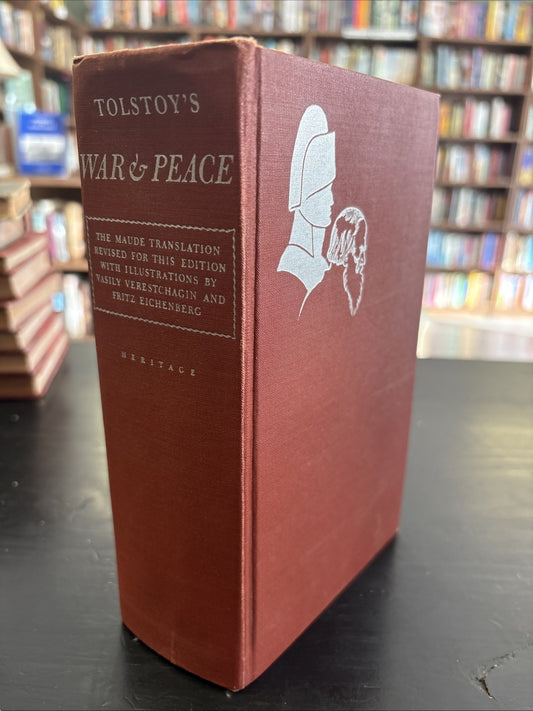 TOLSTOY'S
WAR & PEACE
THE MAUDE TRANSLATION
REVISED FOR THIS EDITION
WITH ILLUSTRATIONS BY
VASILY VERESTCHAGIN AND
FRITZ EICHENBERG
HERITAGE